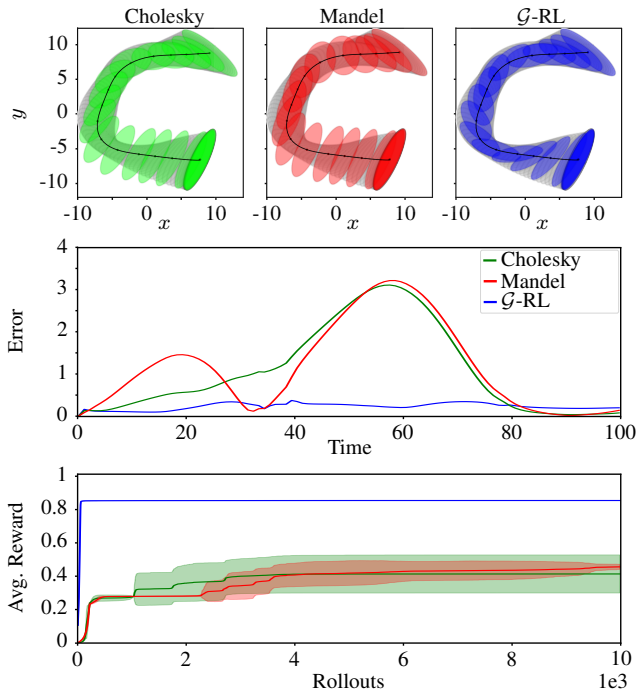 Cholesky Mandel 𝒢-RL
y
10
5
0
-5
-10
-10 0 10 -10 0 10 -10 0 10
x x x
Error
4
3
2
1
0
Cholesky
Mandel
𝒢-RL
0 20 40 60 80 100
Time
Avg. Reward
1
0.8
0.6
0.4
0.2
0
0 2 4 6 8 10
Rollouts 1e3